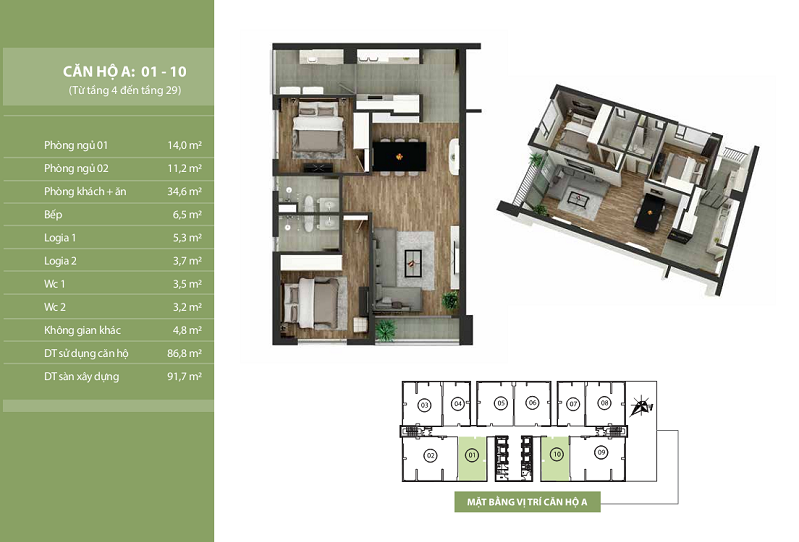 CĂN HỘ A: 01 - 10
(Từ tầng 4 đến tầng 29)
Phòng ngủ 01 14,0 m²
Phòng ngủ 02 11,2 m²
Phòng khách + ăn 34,6 m²
Bếp 6,5 m²
Logia 1 5,3 m²
Logia 2 3,7 m²
Wc 1 3,5 m²
Wc 2 3,2 m²
Không gian khác 4,8 m²
DT sử dụng căn hộ 86,8 m²
DT sàn xây dựng 91,7 m²
03 04 05 06 07 08
02 01 10 09
MẶT BẰNG VỊ TRÍ CĂN HỘ A